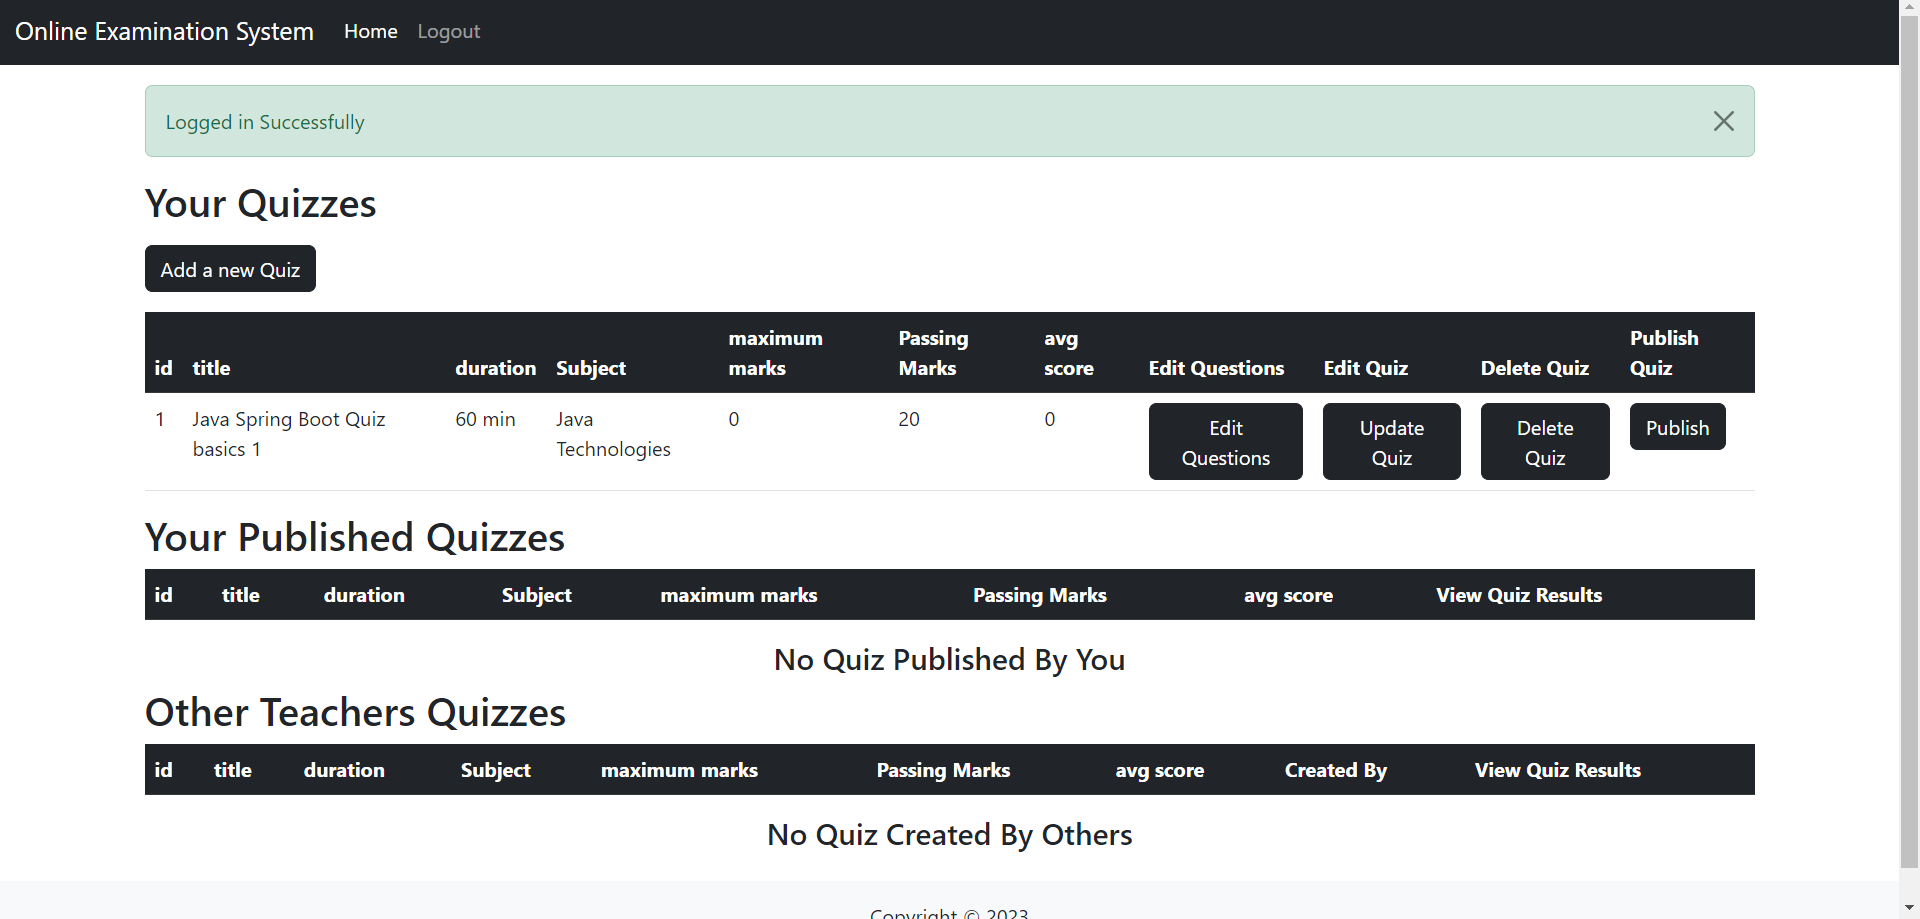 Online Examination System Home Logout
Logged in Successfully
Your Quizzes
Add a new Quiz
id title duration Subject maximum marks Passing Marks avg score Edit Questions Edit Quiz Delete Quiz Publish Quiz
1 Java Spring Boot Quiz basics 1 60 min Java Technologies 0 20 0 Edit Questions Update Quiz Delete Quiz Publish
Your Published Quizzes
id title duration Subject maximum marks Passing Marks avg score View Quiz Results
No Quiz Published By You
Other Teachers Quizzes
id title duration Subject maximum marks Passing Marks avg score Created By View Quiz Results
No Quiz Created By Others
Copyright © 2023